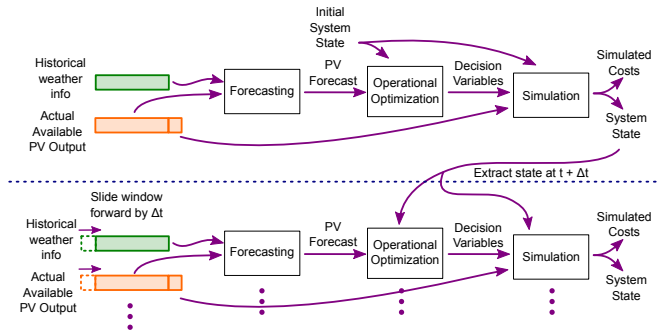 Initial
System
State
Historical
weather
info
Forecasting
PV
Forecast
Operational
Optimization
Decision
Variables
Simulation
Simulated
Costs
Actual
Available
PV Output
System
State
Extract state at t + Δt
Slide window
forward by Δt
Historical
weather
info
Forecasting
PV
Forecast
Operational
Optimization
Decision
Variables
Simulation
Simulated
Costs
Actual
Available
PV Output
System
State